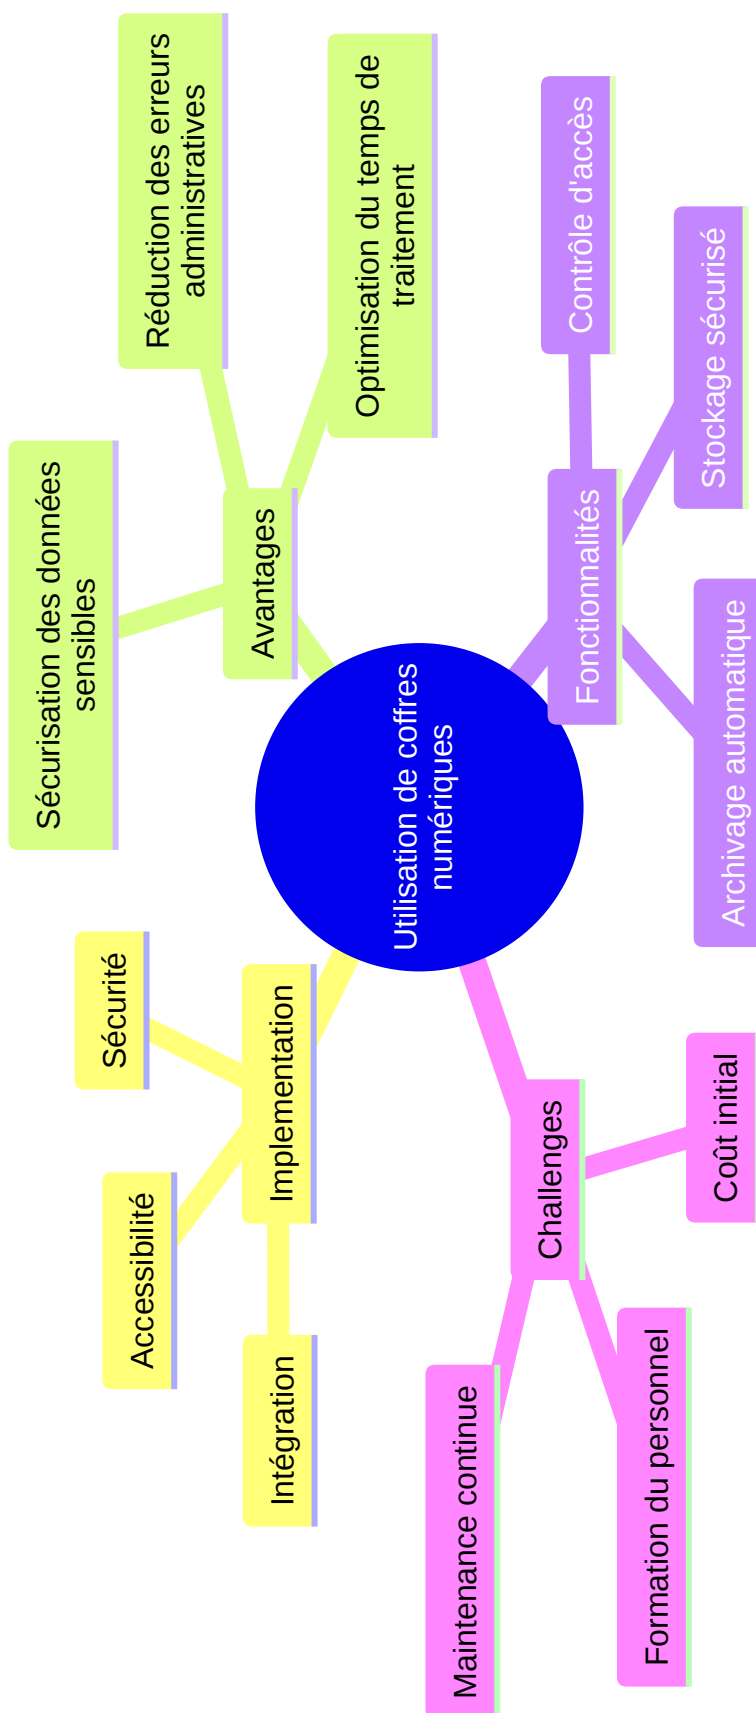 Utilisation de coffres
numériques
Implementation
Sécurité
Accessibilité
Intégration
Avantages
Sécurisation des données
sensibles
Réduction des erreurs
administratives
Optimisation du temps de
traitement
Fonctionnalités
Contrôle d'accès
Stockage sécurisé
Archivage automatique
Challenges
Coût initial
Formation du personnel
Maintenance continue